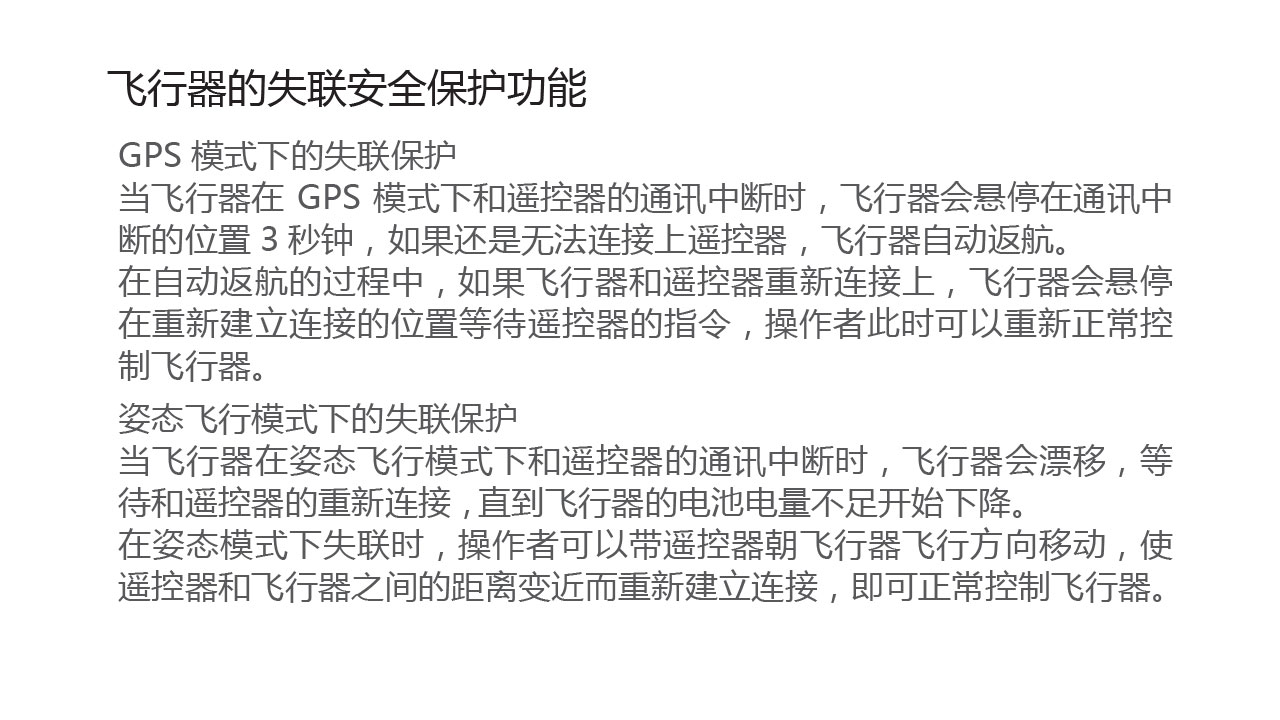 飞行器的失联安全保护功能
GPS 模式下的失联保护
当飞行器在 GPS 模式下和遥控器的通讯中断时，飞行器会悬停在通讯中
断的位置 3 秒钟，如果还是无法连接上遥控器，飞行器自动返航。
在自动返航的过程中，如果飞行器和遥控器重新连接上，飞行器会悬停
在重新建立连接的位置等待遥控器的指令，操作者此时可以重新正常控
制飞行器。
姿态飞行模式下的失联保护
当飞行器在姿态飞行模式下和遥控器的通讯中断时，飞行器会漂移，等
待和遥控器的重新连接，直到飞行器的电池电量不足开始下降。
在姿态模式下失联时，操作者可以带遥控器朝飞行器飞行方向移动，使
遥控器和飞行器之间的距离变近而重新建立连接，即可正常控制飞行器。